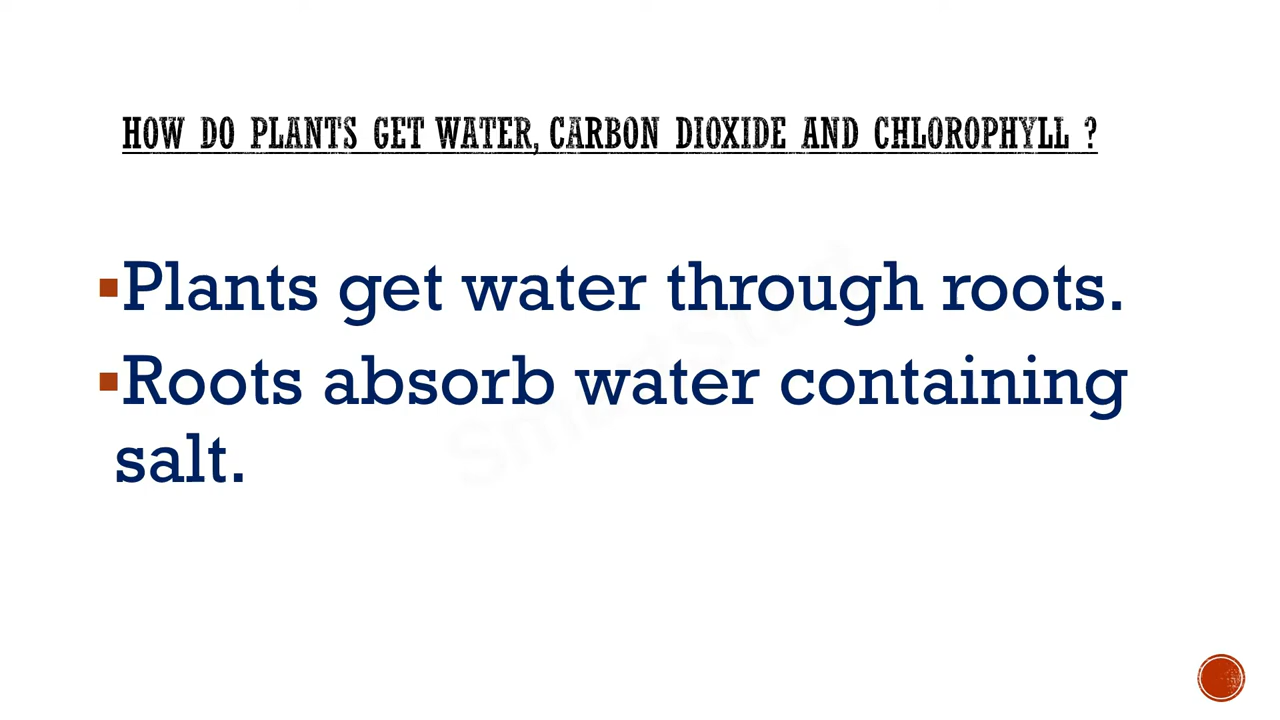 HOW DO PLANTS GET WATER, CARBON DIOXIDE AND CHLOROPHYLL ?
▪Plants get water through roots.
▪Roots absorb water containing
salt.